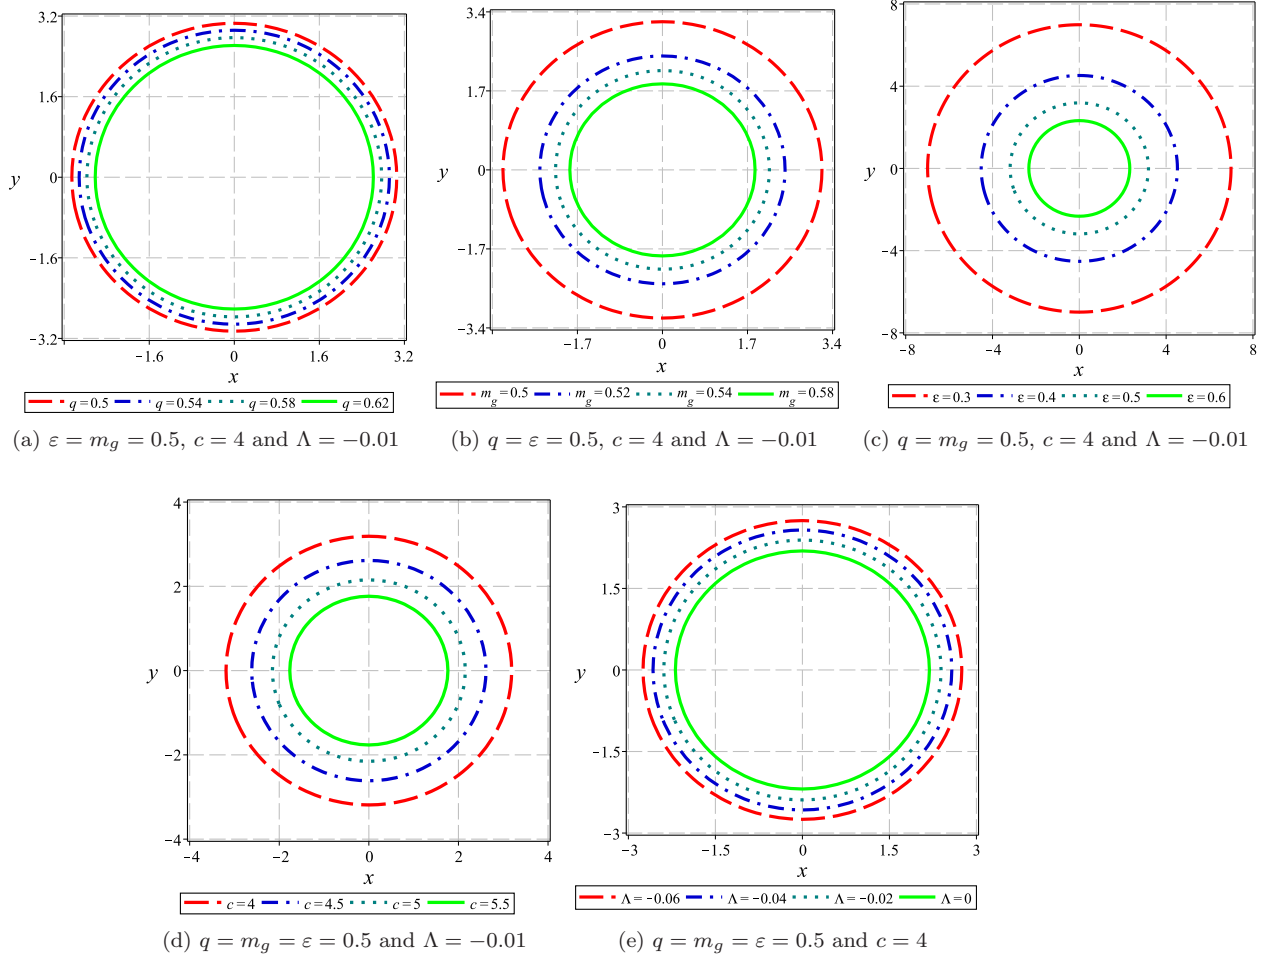 3.2
1.6
y
0
−1.6
−3.2
−1.6
0
1.6
3.2
x
q = 0.5 q = 0.54 q = 0.58 q = 0.62
(a) ε = m_g = 0.5, c = 4 and Λ = −0.01
3.4
1.7
y
0
−1.7
−3.4
−1.7
0
1.7
3.4
x
m_g = 0.5 m_g = 0.52 m_g = 0.54 m_g = 0.58
(b) q = ε = 0.5, c = 4 and Λ = −0.01
8
4
y
0
−4
−8
−8
−4
0
4
8
x
ε = 0.3 ε = 0.4 ε = 0.5 ε = 0.6
(c) q = m_g = 0.5, c = 4 and Λ = −0.01
4
2
y
0
−2
−4
−4
−2
0
2
4
x
c = 4 c = 4.5 c = 5 c = 5.5
(d) q = m_g = ε = 0.5 and Λ = −0.01
3
1.5
y
0
−1.5
−3
−3
−1.5
0
1.5
3
x
Λ = −0.06 Λ = −0.04 Λ = −0.02 Λ = 0
(e) q = m_g = ε = 0.5 and c = 4